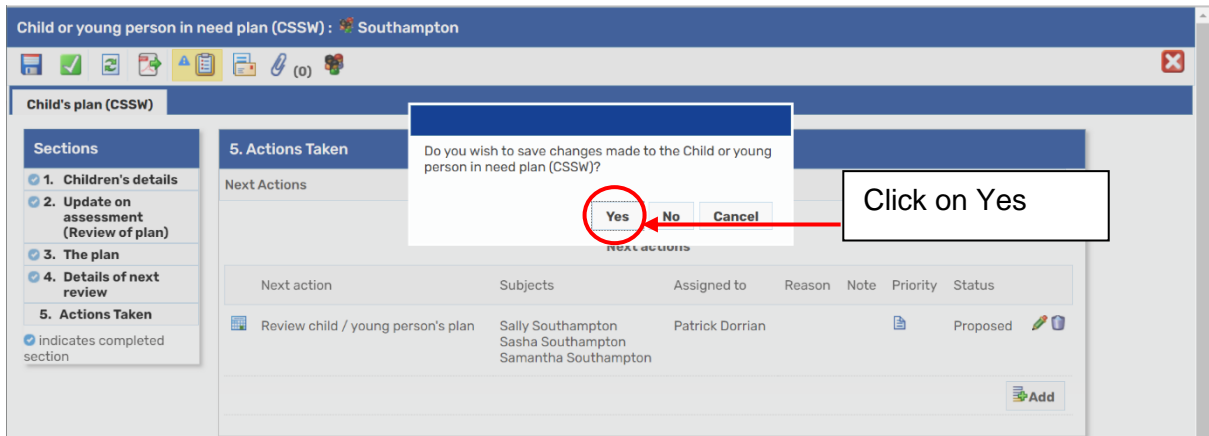 Child or young person in need plan (CSSW) : Southampton
(0)
Child's plan (CSSW)
Sections
1. Children's details
2. Update on
assessment
(Review of plan)
3. The plan
4. Details of next
review
5. Actions Taken
indicates completed
section
5. Actions Taken
Next Actions
Do you wish to save changes made to the Child or young
person in need plan (CSSW)?
Yes No Cancel
Click on Yes
Next actions
Next action Subjects Assigned to Reason Note Priority Status
Review child / young person's plan Sally Southampton Patrick Dorrian Proposed
Sasha Southampton
Samantha Southampton
Add